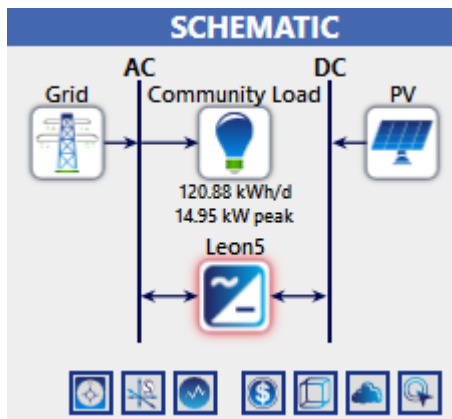 SCHEMATIC
AC DC
Grid Community Load PV
120.88 kWh/d
14.95 kW peak
Leon5
S
$